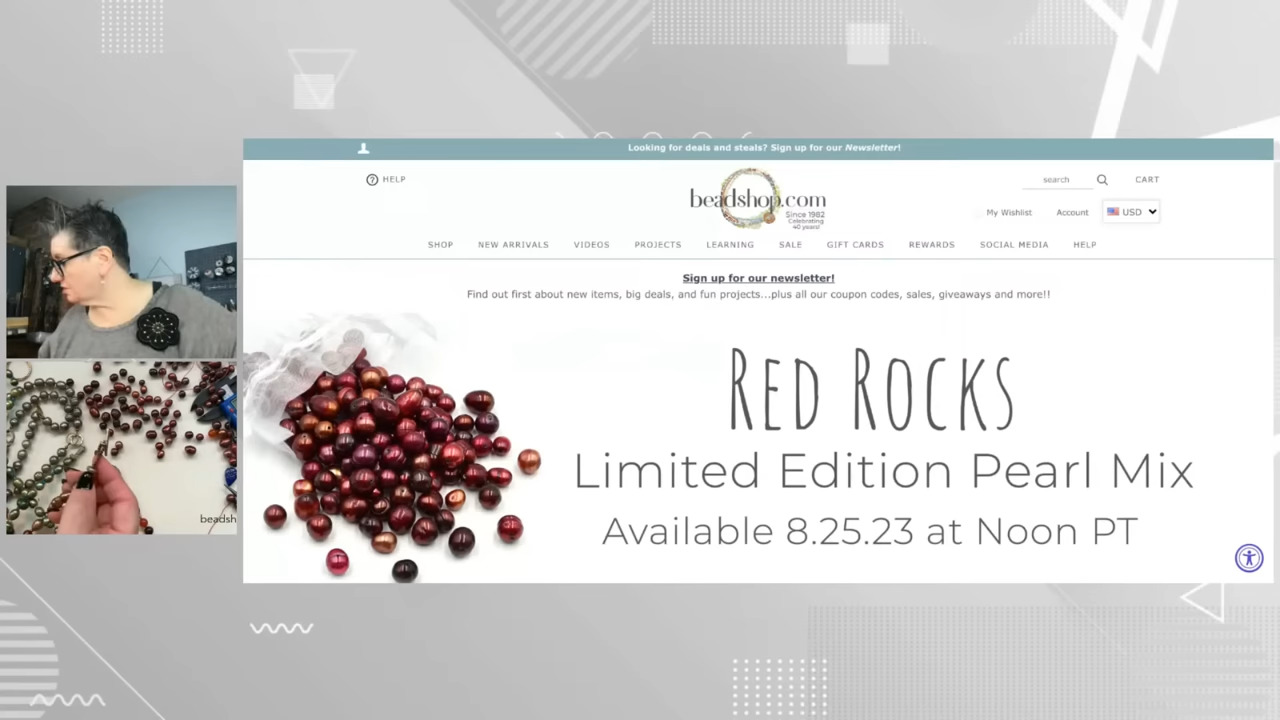 Looking for deals and steals? Sign up for our Newsletter!
HELP
beadshop.com
Since 1982
Celebrating
40 years!
search
CART
My Wishlist
Account
USD
SHOP NEW ARRIVALS VIDEOS PROJECTS LEARNING SALE GIFT CARDS REWARDS SOCIAL MEDIA HELP
Sign up for our newsletter!
Find out first about new items, big deals, and fun projects...plus all our coupon codes, sales, giveaways and more!!
RED ROCKS
Limited Edition Pearl Mix
Available 8.25.23 at Noon PT
beadsh